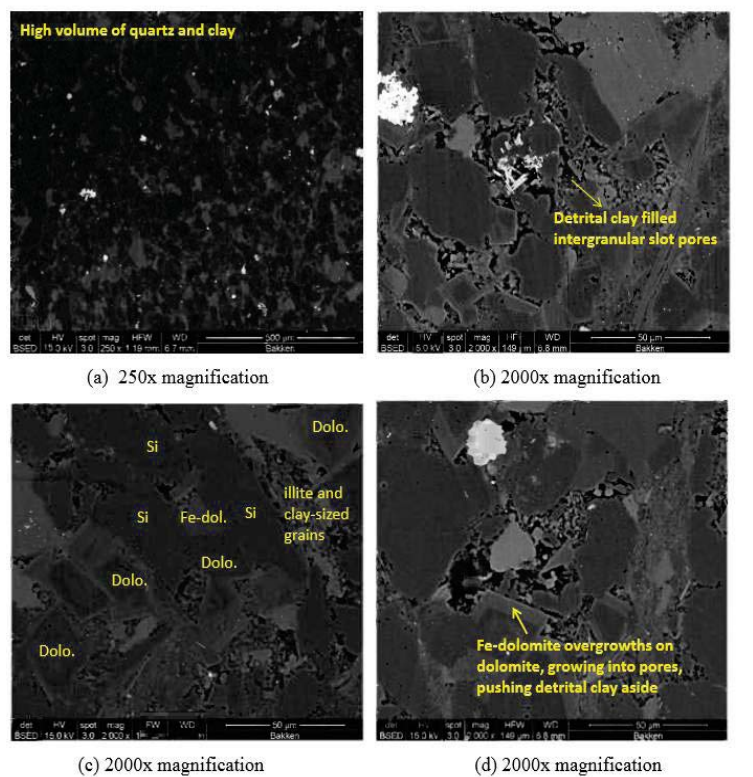 High volume of quartz and clay
det HV spot mag HFW WD 500 µm
BSED 15.0 kV 3.0 250 x 1.19 mm 6.7 mm Bakken
(a) 250x magnification
Detrital clay filled
intergranular slot pores
det HV spot mag WD 50 µm
BSED 3.0 2 000 x 149 µm 6.8 mm Bakken
(b) 2000x magnification
Dolo.
Si
illite and
clay-sized
grains
Si Fe-dol. Si
Dolo.
Dolo.
Dolo.
det HV spot mag WD 50 µm
BSED 15.0 kV 3.0 2 000 x Bakken
(c) 2000x magnification
Fe-dolomite overgrowths on
dolomite, growing into pores,
pushing detrital clay aside
det HV spot mag HFW WD 50 µm
BSED 15.0 kV 3.0 2 000 x 149 µm 6.8 mm Bakken
(d) 2000x magnification